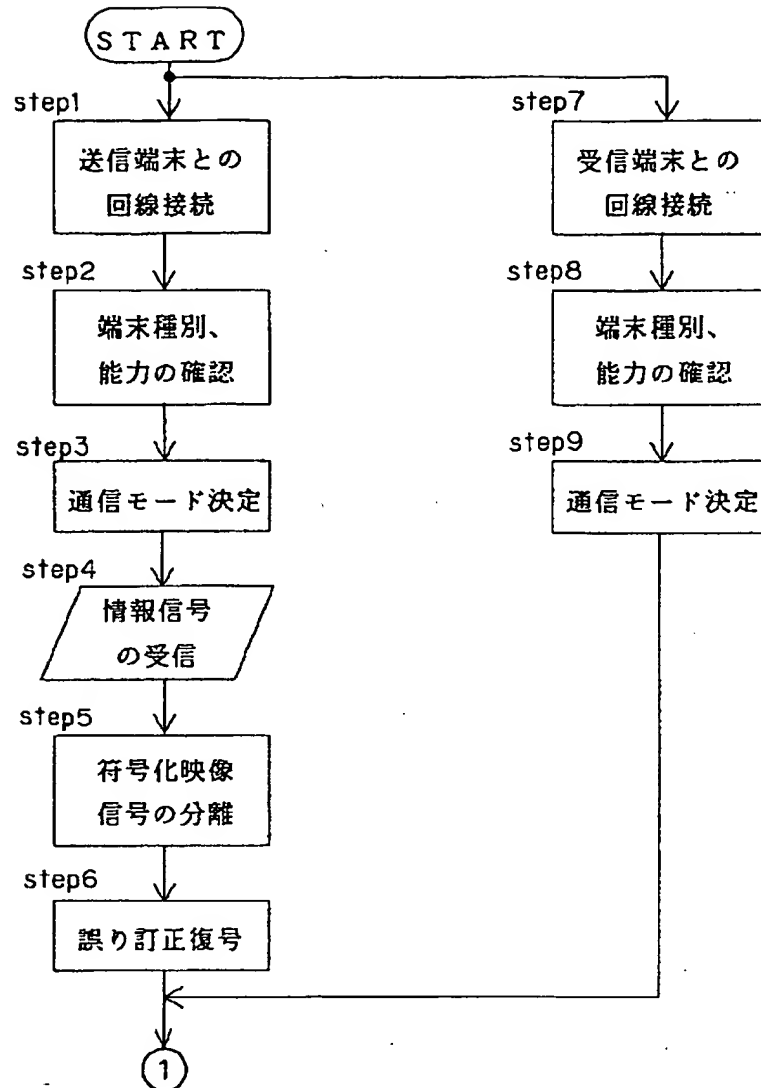 START
step1
送信端末との
回線接続
step2
端末種別、
能力の確認
step3
通信モード決定
step4
情報信号
の受信
step5
符号化映像
信号の分離
step6
誤り訂正復号
step7
受信端末との
回線接続
step8
端末種別、
能力の確認
step9
通信モード決定
1